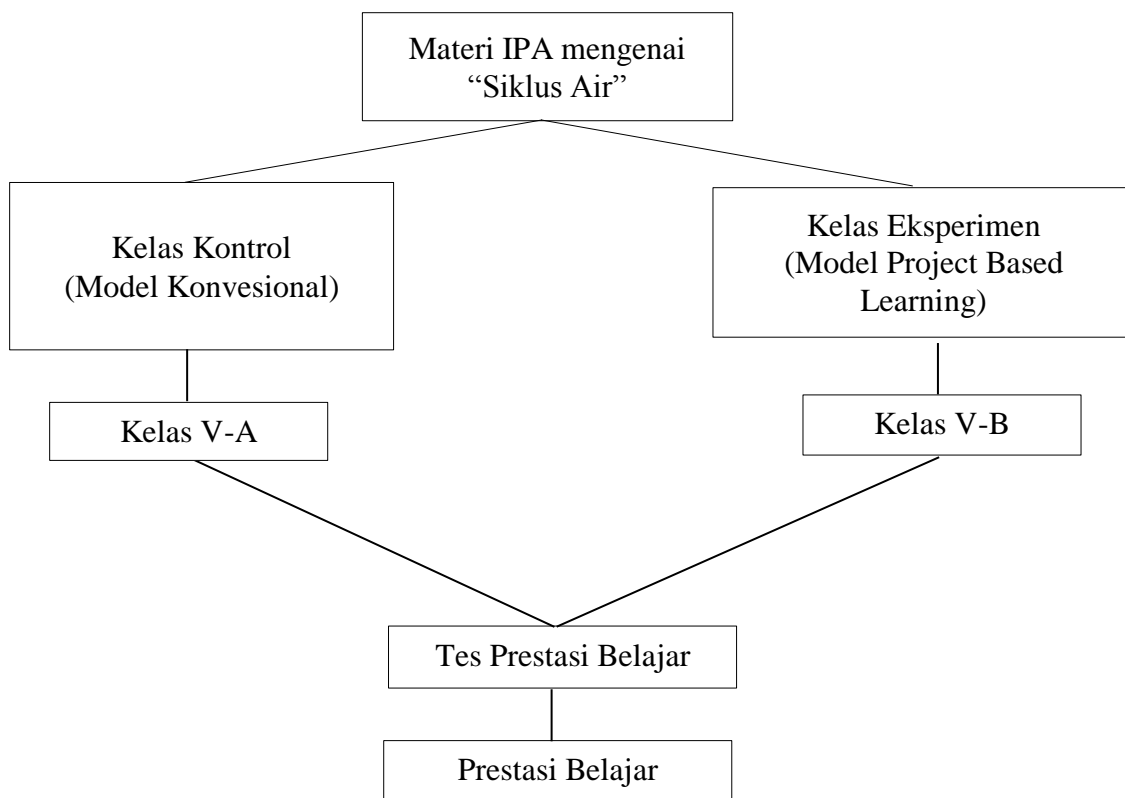 Materi IPA mengenai
“Siklus Air”
Kelas Kontrol
(Model Konvesional)
Kelas Eksperimen
(Model Project Based
Learning)
Kelas V-A
Kelas V-B
Tes Prestasi Belajar
Prestasi Belajar